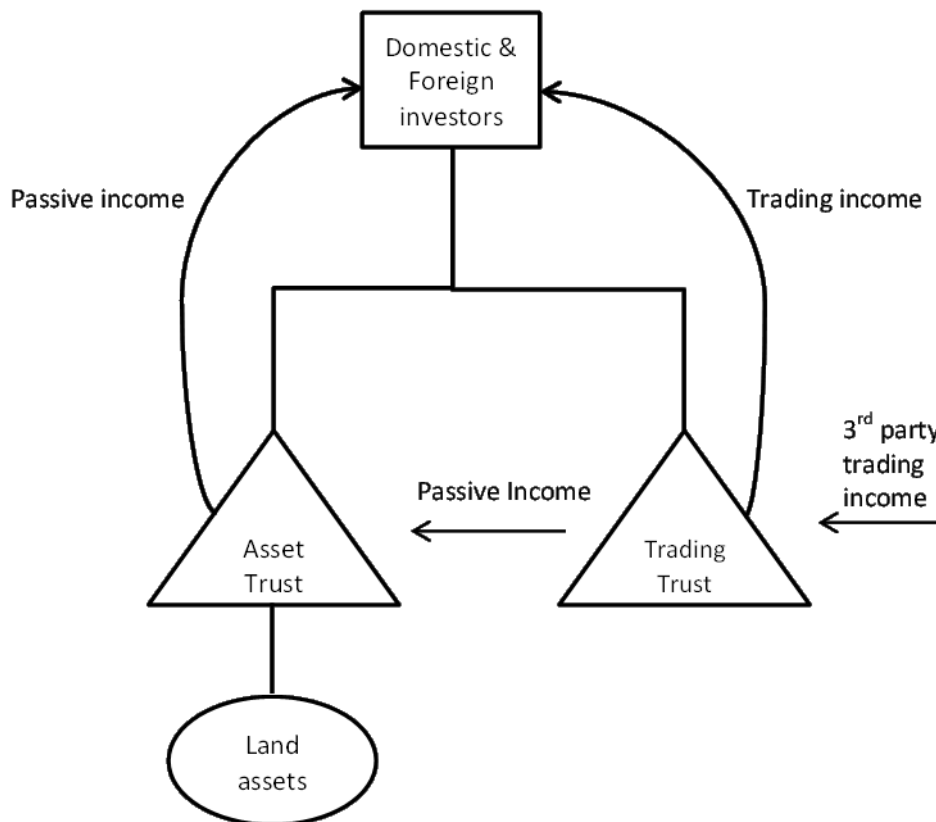 Domestic &
Foreign
investors
Passive income
Trading income
3rd party
trading
income
Passive Income
Asset
Trust
Trading
Trust
Land
assets